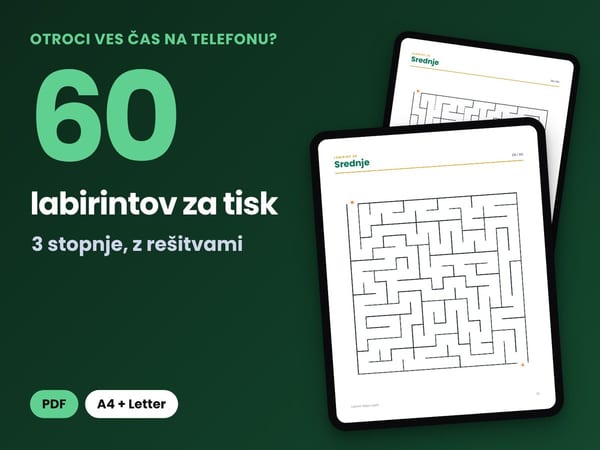 OTROCI VES ČAS NA TELEFONU?
60
labirintov za tisk
3 stopnje, z rešitvami
PDF
A4 + Letter
Srednje
Srednje